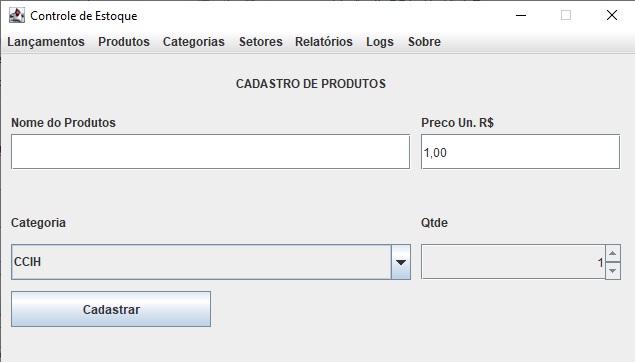 Controle de Estoque
Lançamentos Produtos Categorias Setores Relatórios Logs Sobre
CADASTRO DE PRODUTOS
Nome do Produtos Preco Un. R$
1,00
Categoria Qtde
CCIH 1
Cadastrar